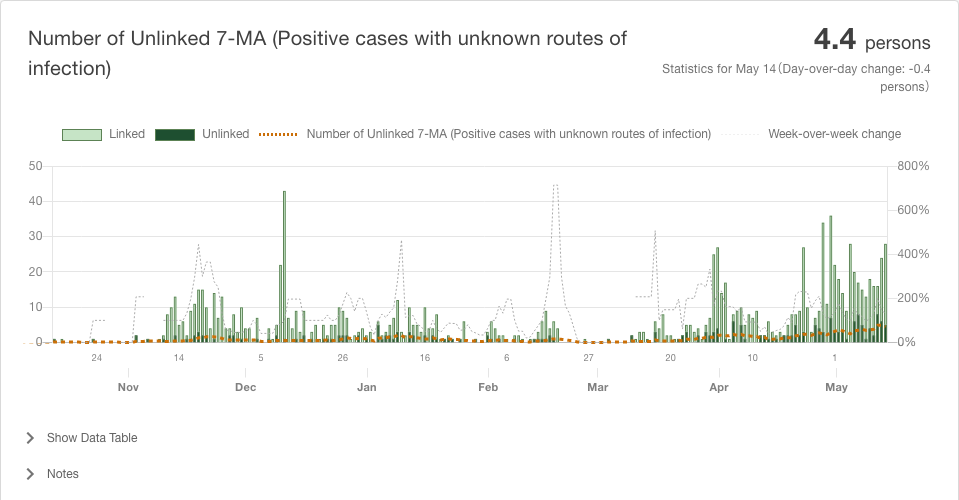 Number of Unlinked 7-MA (Positive cases with unknown routes of
infection)
4.4 persons
Statistics for May 14(Day-over-day change: -0.4
persons)
Linked Unlinked Number of Unlinked 7-MA (Positive cases with unknown routes of infection) Week-over-week change
50 800%
40 600%
30 400%
20 200%
10 0%
0
24 14 5 26 16 6 27 20 10 1
Nov Dec Jan Feb Mar Apr May
Show Data Table
Notes